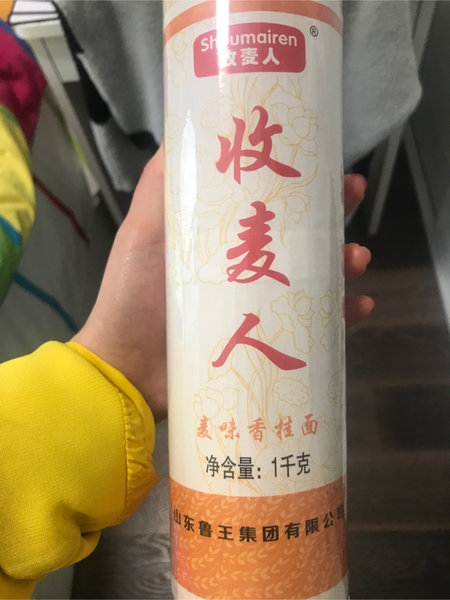 Shoumairen
®
收麦人
收麦人
麦味香挂面
净含量：1千克
山东鲁王集团有限公司